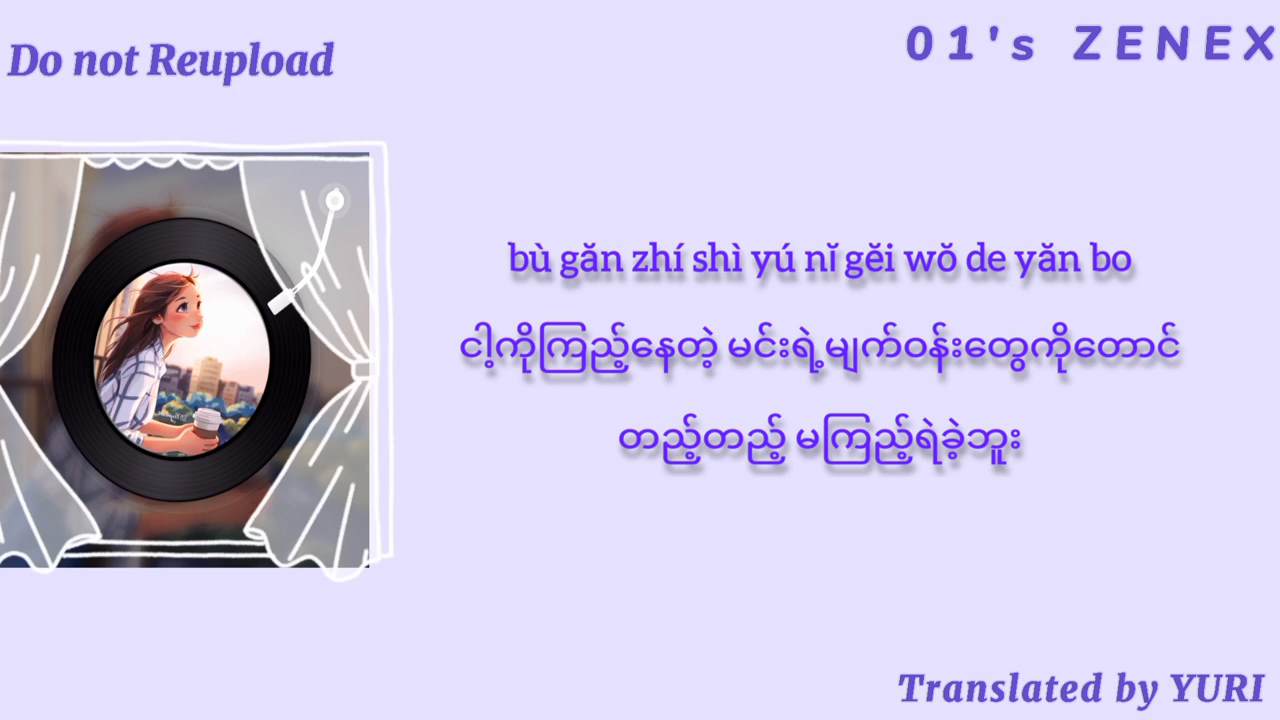 Do not Reupload
01's ZENEX
bù gǎn zhí shì yú nǐ gěi wǒ de yǎn bo
ငါ့ကိုကြည့်နေတဲ့ မင်းရဲ့မျက်ဝန်းတွေကိုတောင်
တည့်တည့် မကြည့်ရဲခဲ့ဘူး
Translated by YURI